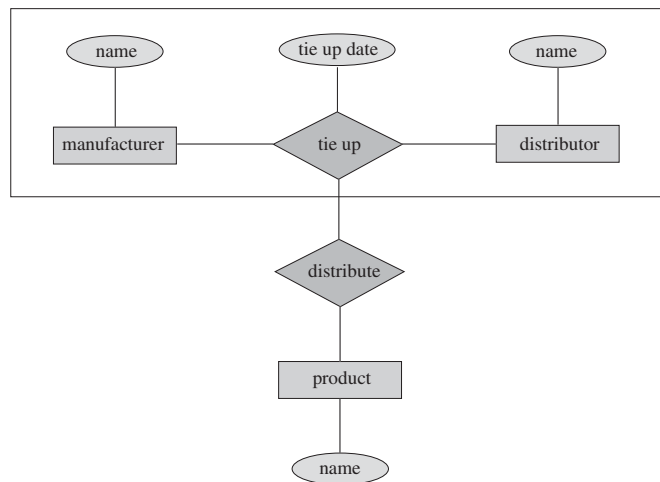 name
tie up date
name
manufacturer
tie up
distributor
distribute
product
name